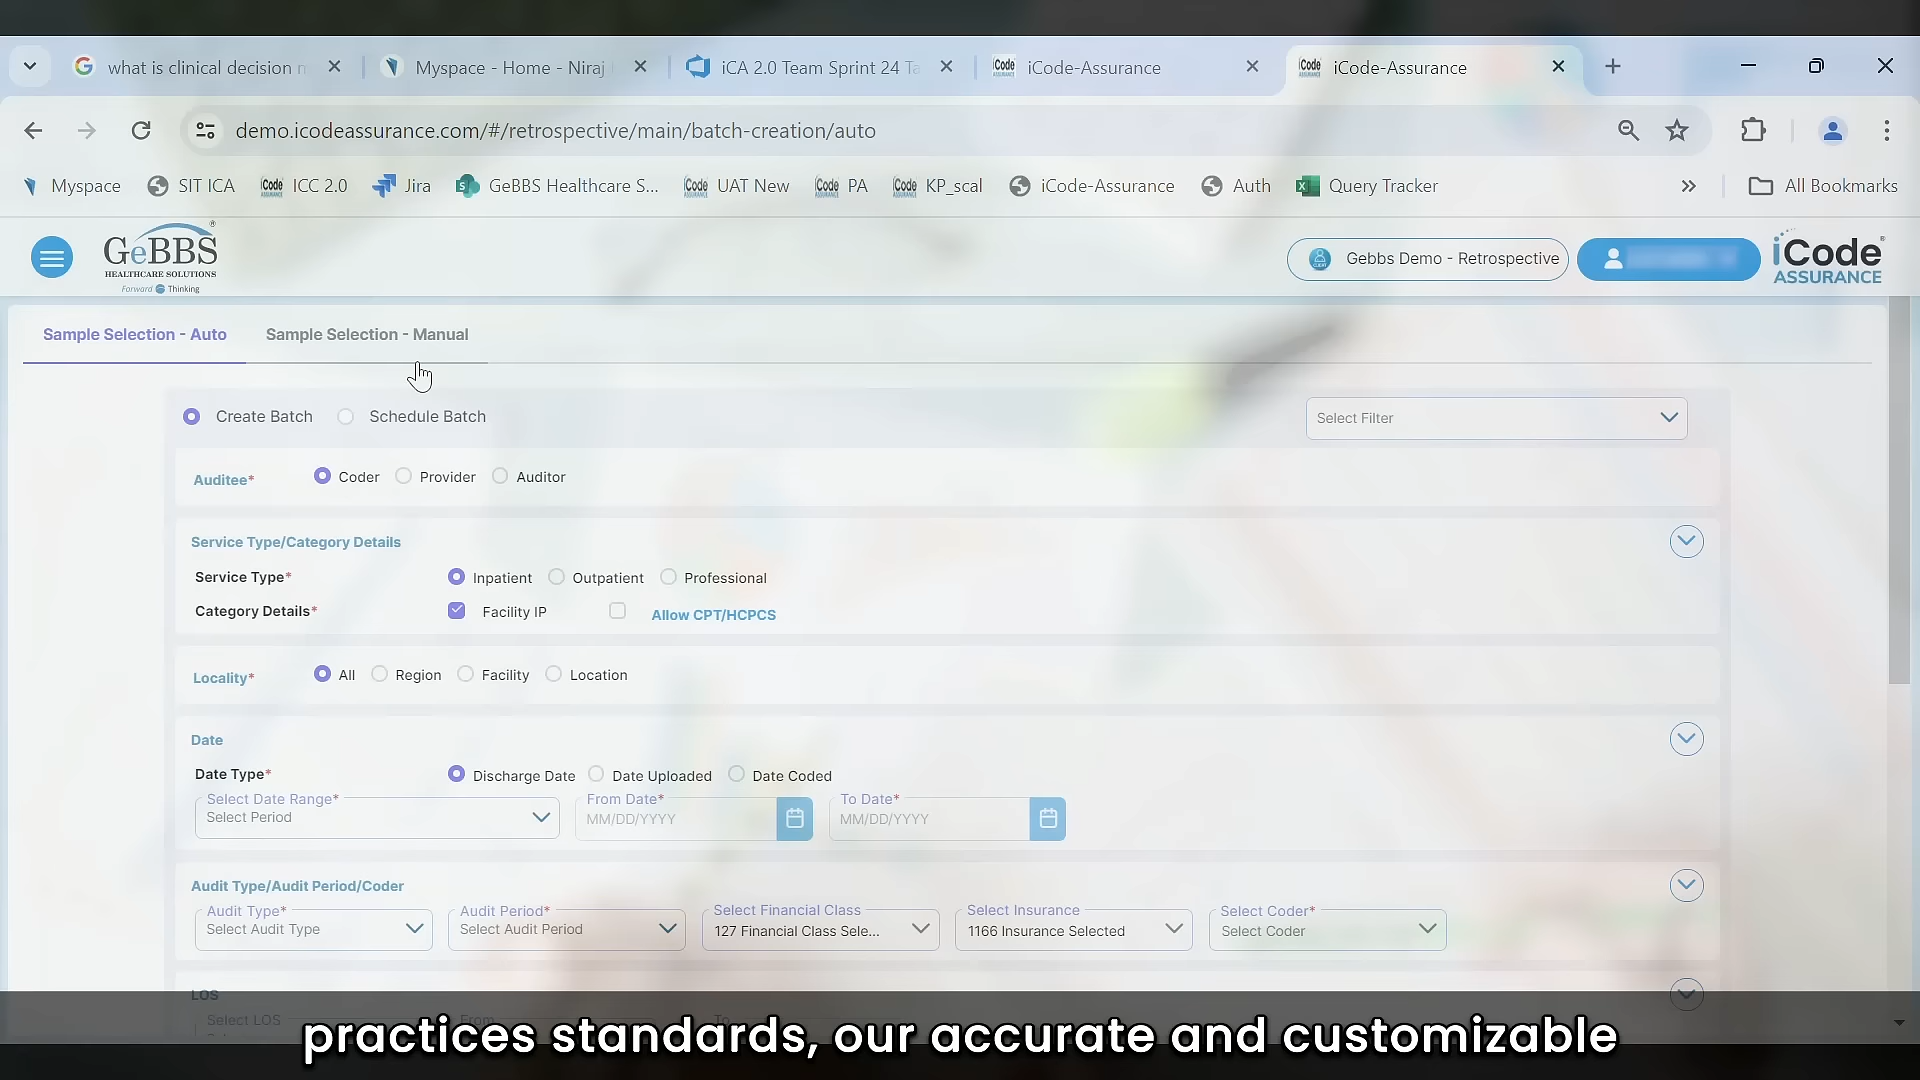 what is clinical decision m
Myspace - Home - Niraj
iCA 2.0 Team Sprint 24 Ta
iCode-Assurance
iCode-Assurance
demo.icodeassurance.com/#/retrospective/main/batch-creation/auto
Myspace
SIT ICA
ICC 2.0
Jira
GeBBS Healthcare S...
UAT New
PA
KP_scal
iCode-Assurance
Auth
Query Tracker
All Bookmarks
GeBBS
HEALTHCARE SOLUTIONS
Forward Thinking
Gebbs Demo - Retrospective
iCode
ASSURANCE
Sample Selection - Auto
Sample Selection - Manual
Create Batch
Schedule Batch
Select Filter
Auditee*
Coder
Provider
Auditor
Service Type/Category Details
Service Type*
Inpatient
Outpatient
Professional
Category Details*
Facility IP
Allow CPT/HCPCS
Locality*
All
Region
Facility
Location
Date
Date Type*
Discharge Date
Date Uploaded
Date Coded
Select Date Range*
Select Period
From Date*
MM/DD/YYYY
To Date*
MM/DD/YYYY
Audit Type/Audit Period/Coder
Audit Type*
Select Audit Type
Audit Period*
Select Audit Period
Select Financial Class
127 Financial Class Sele...
Select Insurance
1166 Insurance Selected
Select Coder*
Select Coder
LOS
Select LOS
From
To
practices standards, our accurate and customizable